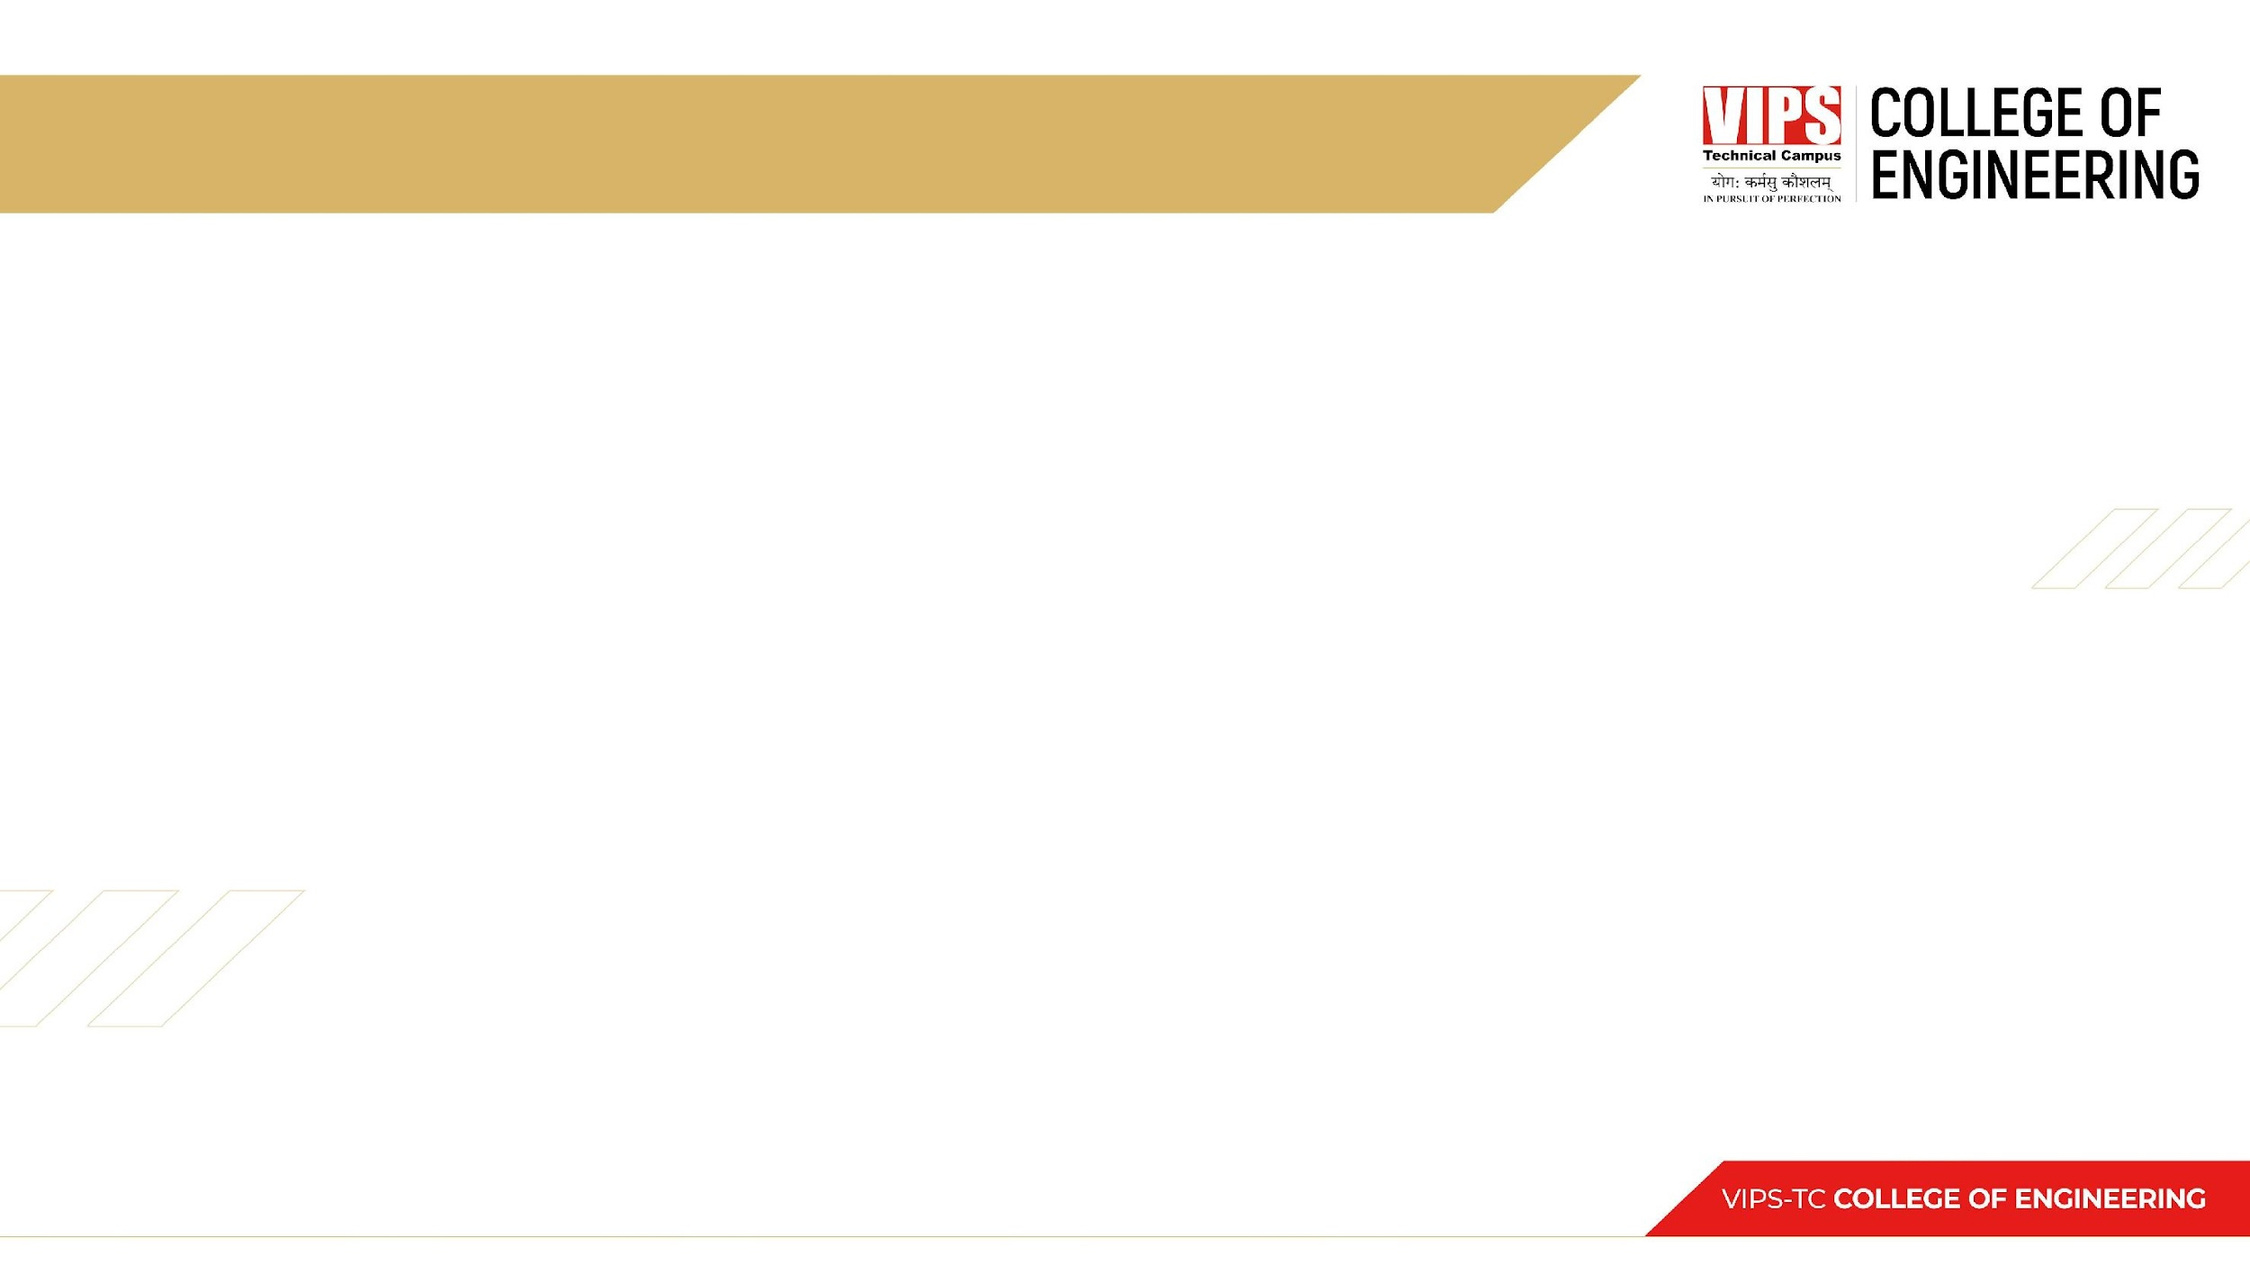 VIPS
Technical Campus
योगः कर्मसु कौशलम्
IN PURSUIT OF PERFECTION
COLLEGE OF
ENGINEERING
VIPS-TC COLLEGE OF ENGINEERING